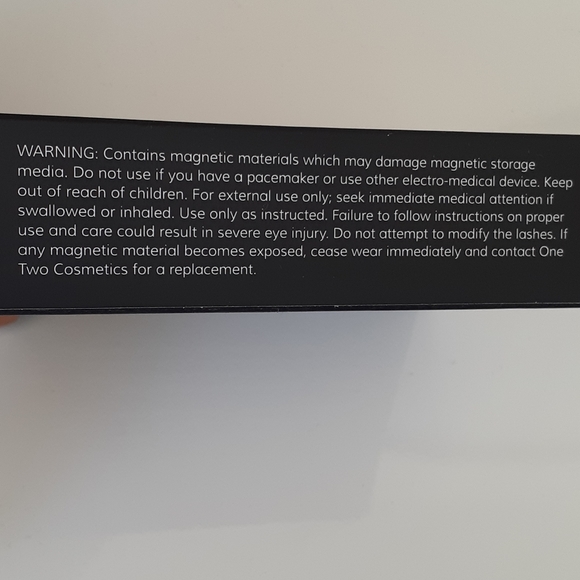 WARNING: Contains magnetic materials which may damage magnetic storage
media. Do not use if you have a pacemaker or use other electro-medical device. Keep
out of reach of children. For external use only; seek immediate medical attention if
swallowed or inhaled. Use only as instructed. Failure to follow instructions on proper
use and care could result in severe eye injury. Do not attempt to modify the lashes. If
any magnetic material becomes exposed, cease wear immediately and contact One
Two Cosmetics for a replacement.